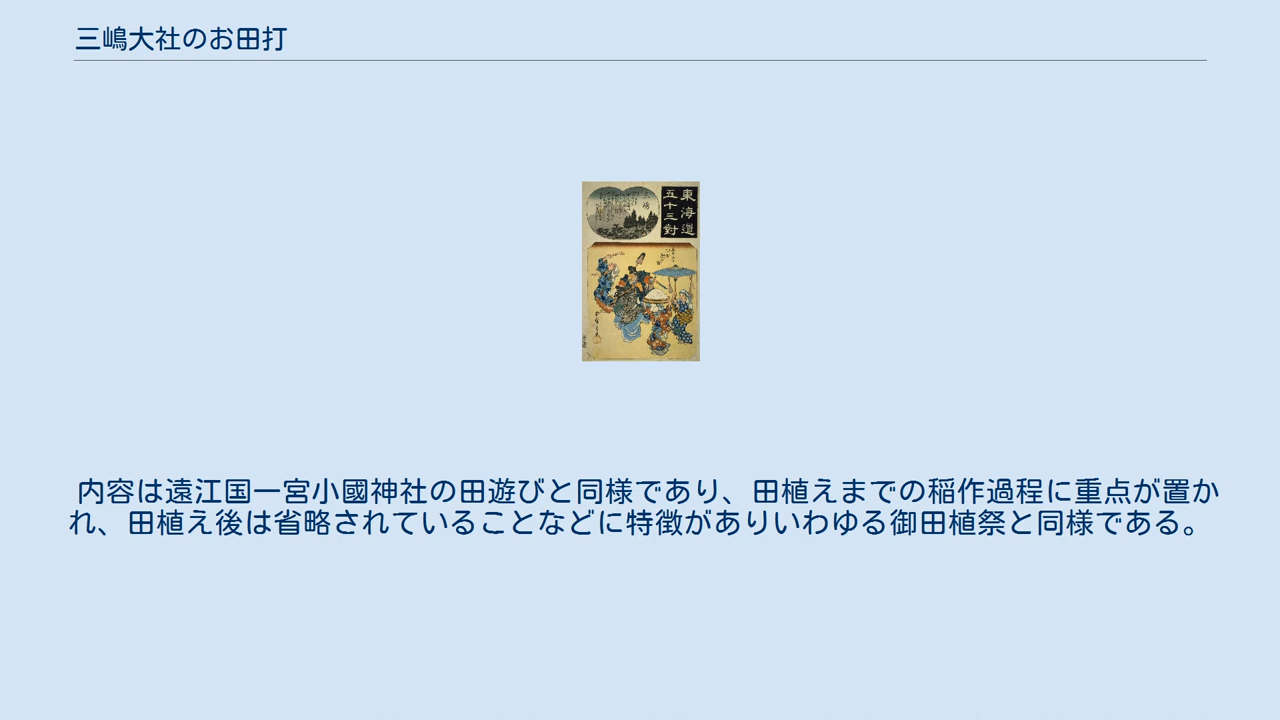 三嶋大社のお田打
東海道
五十三對
三嶋
内容は遠江国一宮小國神社の田遊びと同様であり、田植えまでの稲作過程に重点が置か
れ、田植え後は省略されていることなどに特徴がありいわゆる御田植祭と同様である。